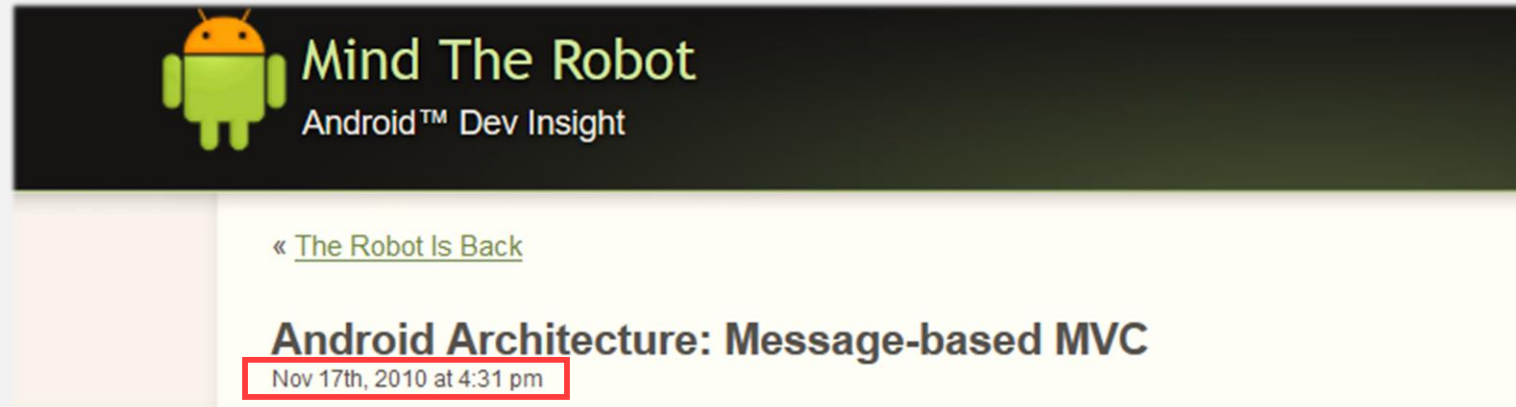 Mind The Robot
Android™ Dev Insight
« The Robot Is Back
Android Architecture: Message-based MVC
Nov 17th, 2010 at 4:31 pm